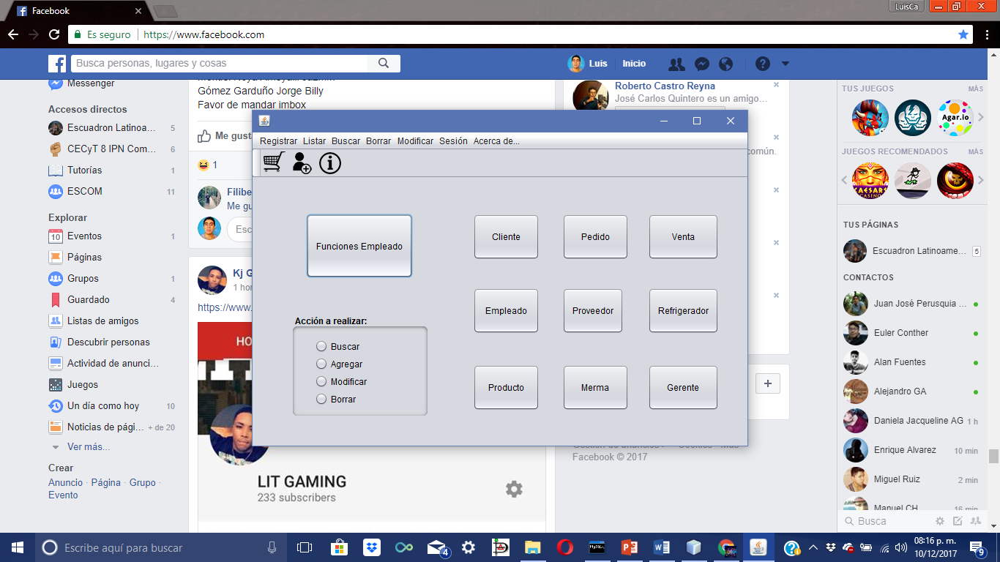 Facebook
LuisCa
Es seguro
https://www.facebook.com
Busca personas, lugares y cosas
Luis
Inicio
Messenger
Accesos directos
Escuadron Latinoa... 5
CECyT 8 IPN Com... 6
Tutorías 1
ESCOM 11
Explorar
Eventos 1
Páginas
Grupos 1
Guardado 4
Listas de amigos
Descubrir personas
Actividad de anunci...
Juegos
Un día como hoy 10
Noticias de pági... + de 20
Ver más...
Crear
Anuncio · Página · Grupo ·
Evento
Gómez Garduño Jorge Billy
Favor de mandar imbox
Me gust
1
Filibe
Me gu
Esc
Kj G
1 hor
https://www.
HO
LIT GAMING
233 subscribers
Registrar Listar Buscar Borrar Modificar Sesión Acerca de...
Funciones Empleado
Cliente
Pedido
Venta
Empleado
Proveedor
Refrigerador
Producto
Merma
Gerente
Acción a realizar:
Buscar
Agregar
Modificar
Borrar
Roberto Castro Reyna
José Carlos Quintero es un amigo...
común.
Facebook © 2017
TUS JUEGOS MÁS
Agar.io
JUEGOS RECOMENDADOS MÁS
CAESARS
CASINO
TUS PÁGINAS
Escuadron Latinoame... 5
CONTACTOS
Juan José Perusquia ...
Euler Conther
Alan Fuentes
Alejandro GA
Daniela Jacqueline AG 1 h
Enrique Alvarez 10 min
Miguel Ruiz 2 min
Manuel CH 16 min
Busca
Escribe aquí para buscar
4
MySQL
08:16 p. m.
10/12/2017
9